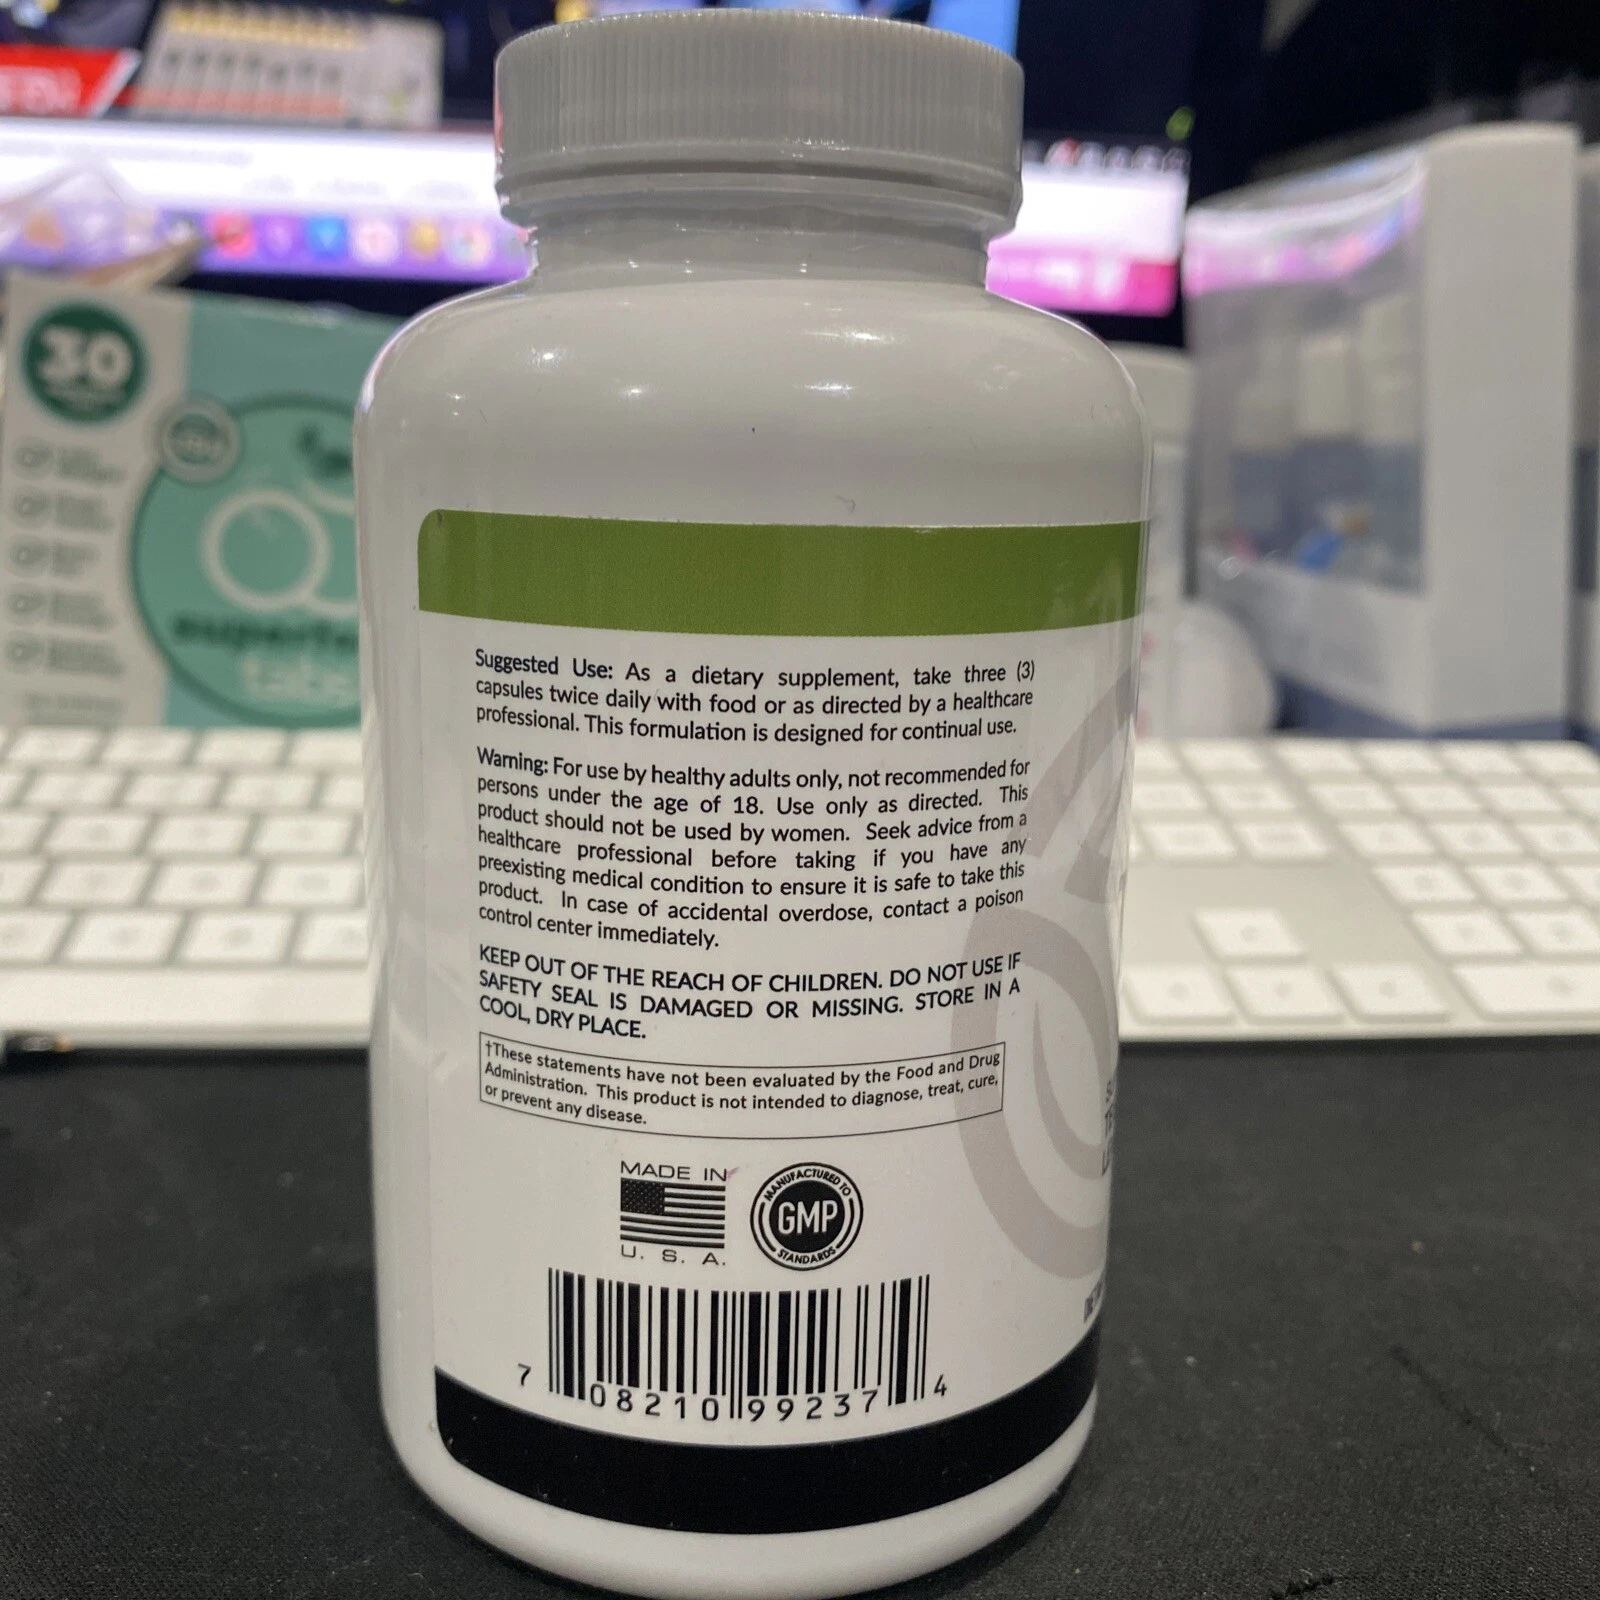 30
superfe
tabs
Suggested Use: As a dietary supplement, take three (3)
capsules twice daily with food or as directed by a healthcare
professional. This formulation is designed for continual use.
Warning: For use by healthy adults only, not recommended for
persons under the age of 18. Use only as directed. This
product should not be used by women. Seek advice from a
healthcare professional before taking if you have any
preexisting medical condition to ensure it is safe to take this
product. In case of accidental overdose, contact a poison
control center immediately.
KEEP OUT OF THE REACH OF CHILDREN. DO NOT USE IF
SAFETY SEAL IS DAMAGED OR MISSING. STORE IN A
COOL, DRY PLACE.
†These statements have not been evaluated by the Food and Drug
Administration. This product is not intended to diagnose, treat, cure,
or prevent any disease.
MADE IN
U. S. A.
MANUFACTURED TO
GMP
STANDARDS
7 08210 99237 4